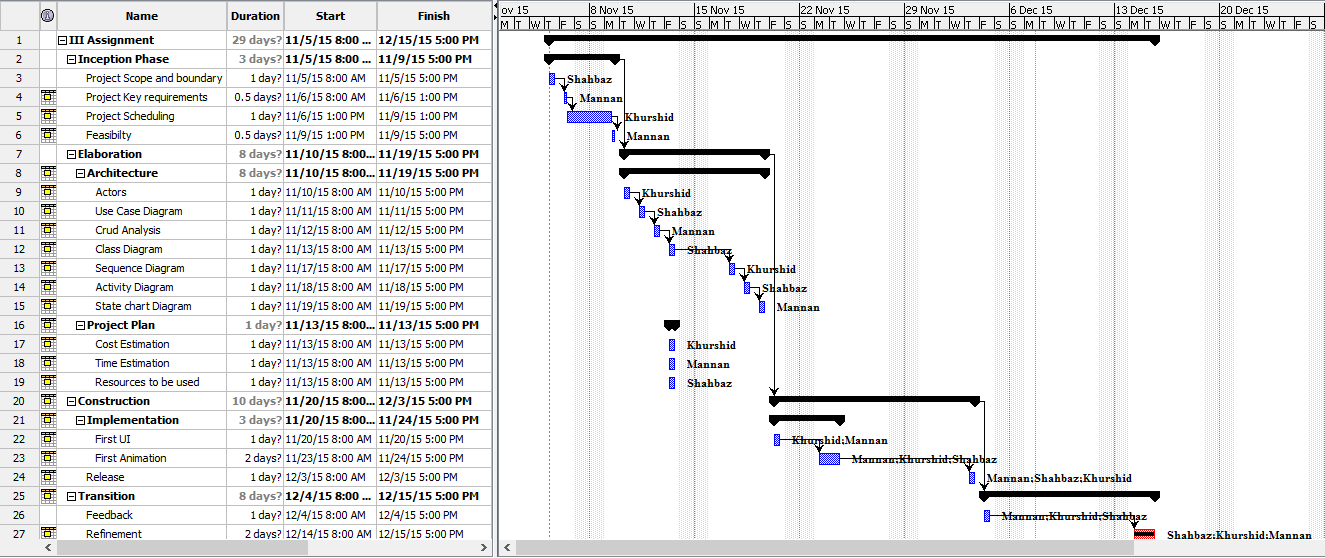 Name Duration Start Finish
ov 15 8 Nov 15 15 Nov 15 22 Nov 15 29 Nov 15 6 Dec 15 13 Dec 15 20 Dec 15
M T W T F S S M T W T F S S M T W T F S S M T W T F S S M T W T F S S M T W T F S S M T W T F S S M T W T F S
1 III Assignment 29 days? 11/5/15 8:00 ... 12/15/15 5:00 PM
2 Inception Phase 3 days? 11/5/15 8:00 ... 11/9/15 5:00 PM
3 Project Scope and boundary 1 day? 11/5/15 8:00 AM 11/5/15 5:00 PM Shahbaz
4 Project Key requirements 0.5 days? 11/6/15 8:00 AM 11/6/15 1:00 PM Mannan
5 Project Scheduling 1 day? 11/6/15 1:00 PM 11/9/15 1:00 PM Khurshid
6 Feasibilty 0.5 days? 11/9/15 1:00 PM 11/9/15 5:00 PM Mannan
7 Elaboration 8 days? 11/10/15 8:00... 11/19/15 5:00 PM
8 Architecture 8 days? 11/10/15 8:00... 11/19/15 5:00 PM
9 Actors 1 day? 11/10/15 8:00 AM 11/10/15 5:00 PM Khurshid
10 Use Case Diagram 1 day? 11/11/15 8:00 AM 11/11/15 5:00 PM Shahbaz
11 Crud Analysis 1 day? 11/12/15 8:00 AM 11/12/15 5:00 PM Mannan
12 Class Diagram 1 day? 11/13/15 8:00 AM 11/13/15 5:00 PM Shahbaz
13 Sequence Diagram 1 day? 11/17/15 8:00 AM 11/17/15 5:00 PM Khurshid
14 Activity Diagram 1 day? 11/18/15 8:00 AM 11/18/15 5:00 PM Shahbaz
15 State chart Diagram 1 day? 11/19/15 8:00 AM 11/19/15 5:00 PM Mannan
16 Project Plan 1 day? 11/13/15 8:00... 11/13/15 5:00 PM
17 Cost Estimation 1 day? 11/13/15 8:00 AM 11/13/15 5:00 PM Khurshid
18 Time Estimation 1 day? 11/13/15 8:00 AM 11/13/15 5:00 PM Mannan
19 Resources to be used 1 day? 11/13/15 8:00 AM 11/13/15 5:00 PM Shahbaz
20 Construction 10 days? 11/20/15 8:00... 12/3/15 5:00 PM
21 Implementation 3 days? 11/20/15 8:00... 11/24/15 5:00 PM
22 First UI 1 day? 11/20/15 8:00 AM 11/20/15 5:00 PM Khurshid;Mannan
23 First Animation 2 days? 11/23/15 8:00 AM 11/24/15 5:00 PM Mannan;Khurshid;Shahbaz
24 Release 1 day? 12/3/15 8:00 AM 12/3/15 5:00 PM Mannan;Shahbaz;Khurshid
25 Transition 8 days? 12/4/15 8:00 ... 12/15/15 5:00 PM
26 Feedback 1 day? 12/4/15 8:00 AM 12/4/15 5:00 PM Mannan;Khurshid;Shahbaz
27 Refinement 2 days? 12/14/15 8:00 AM 12/15/15 5:00 PM Shahbaz;Khurshid;Mannan